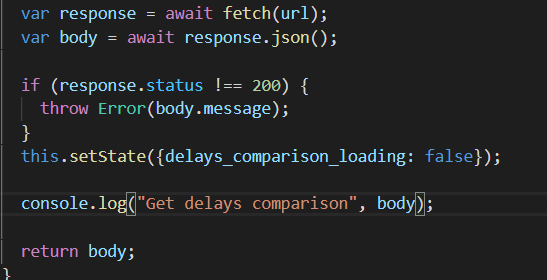 var response = await fetch(url);
var body = await response.json();
if (response.status !== 200) {
throw Error(body.message);
}
this.setState({delays_comparison_loading: false});
console.log("Get delays comparison", body);
return body;
}